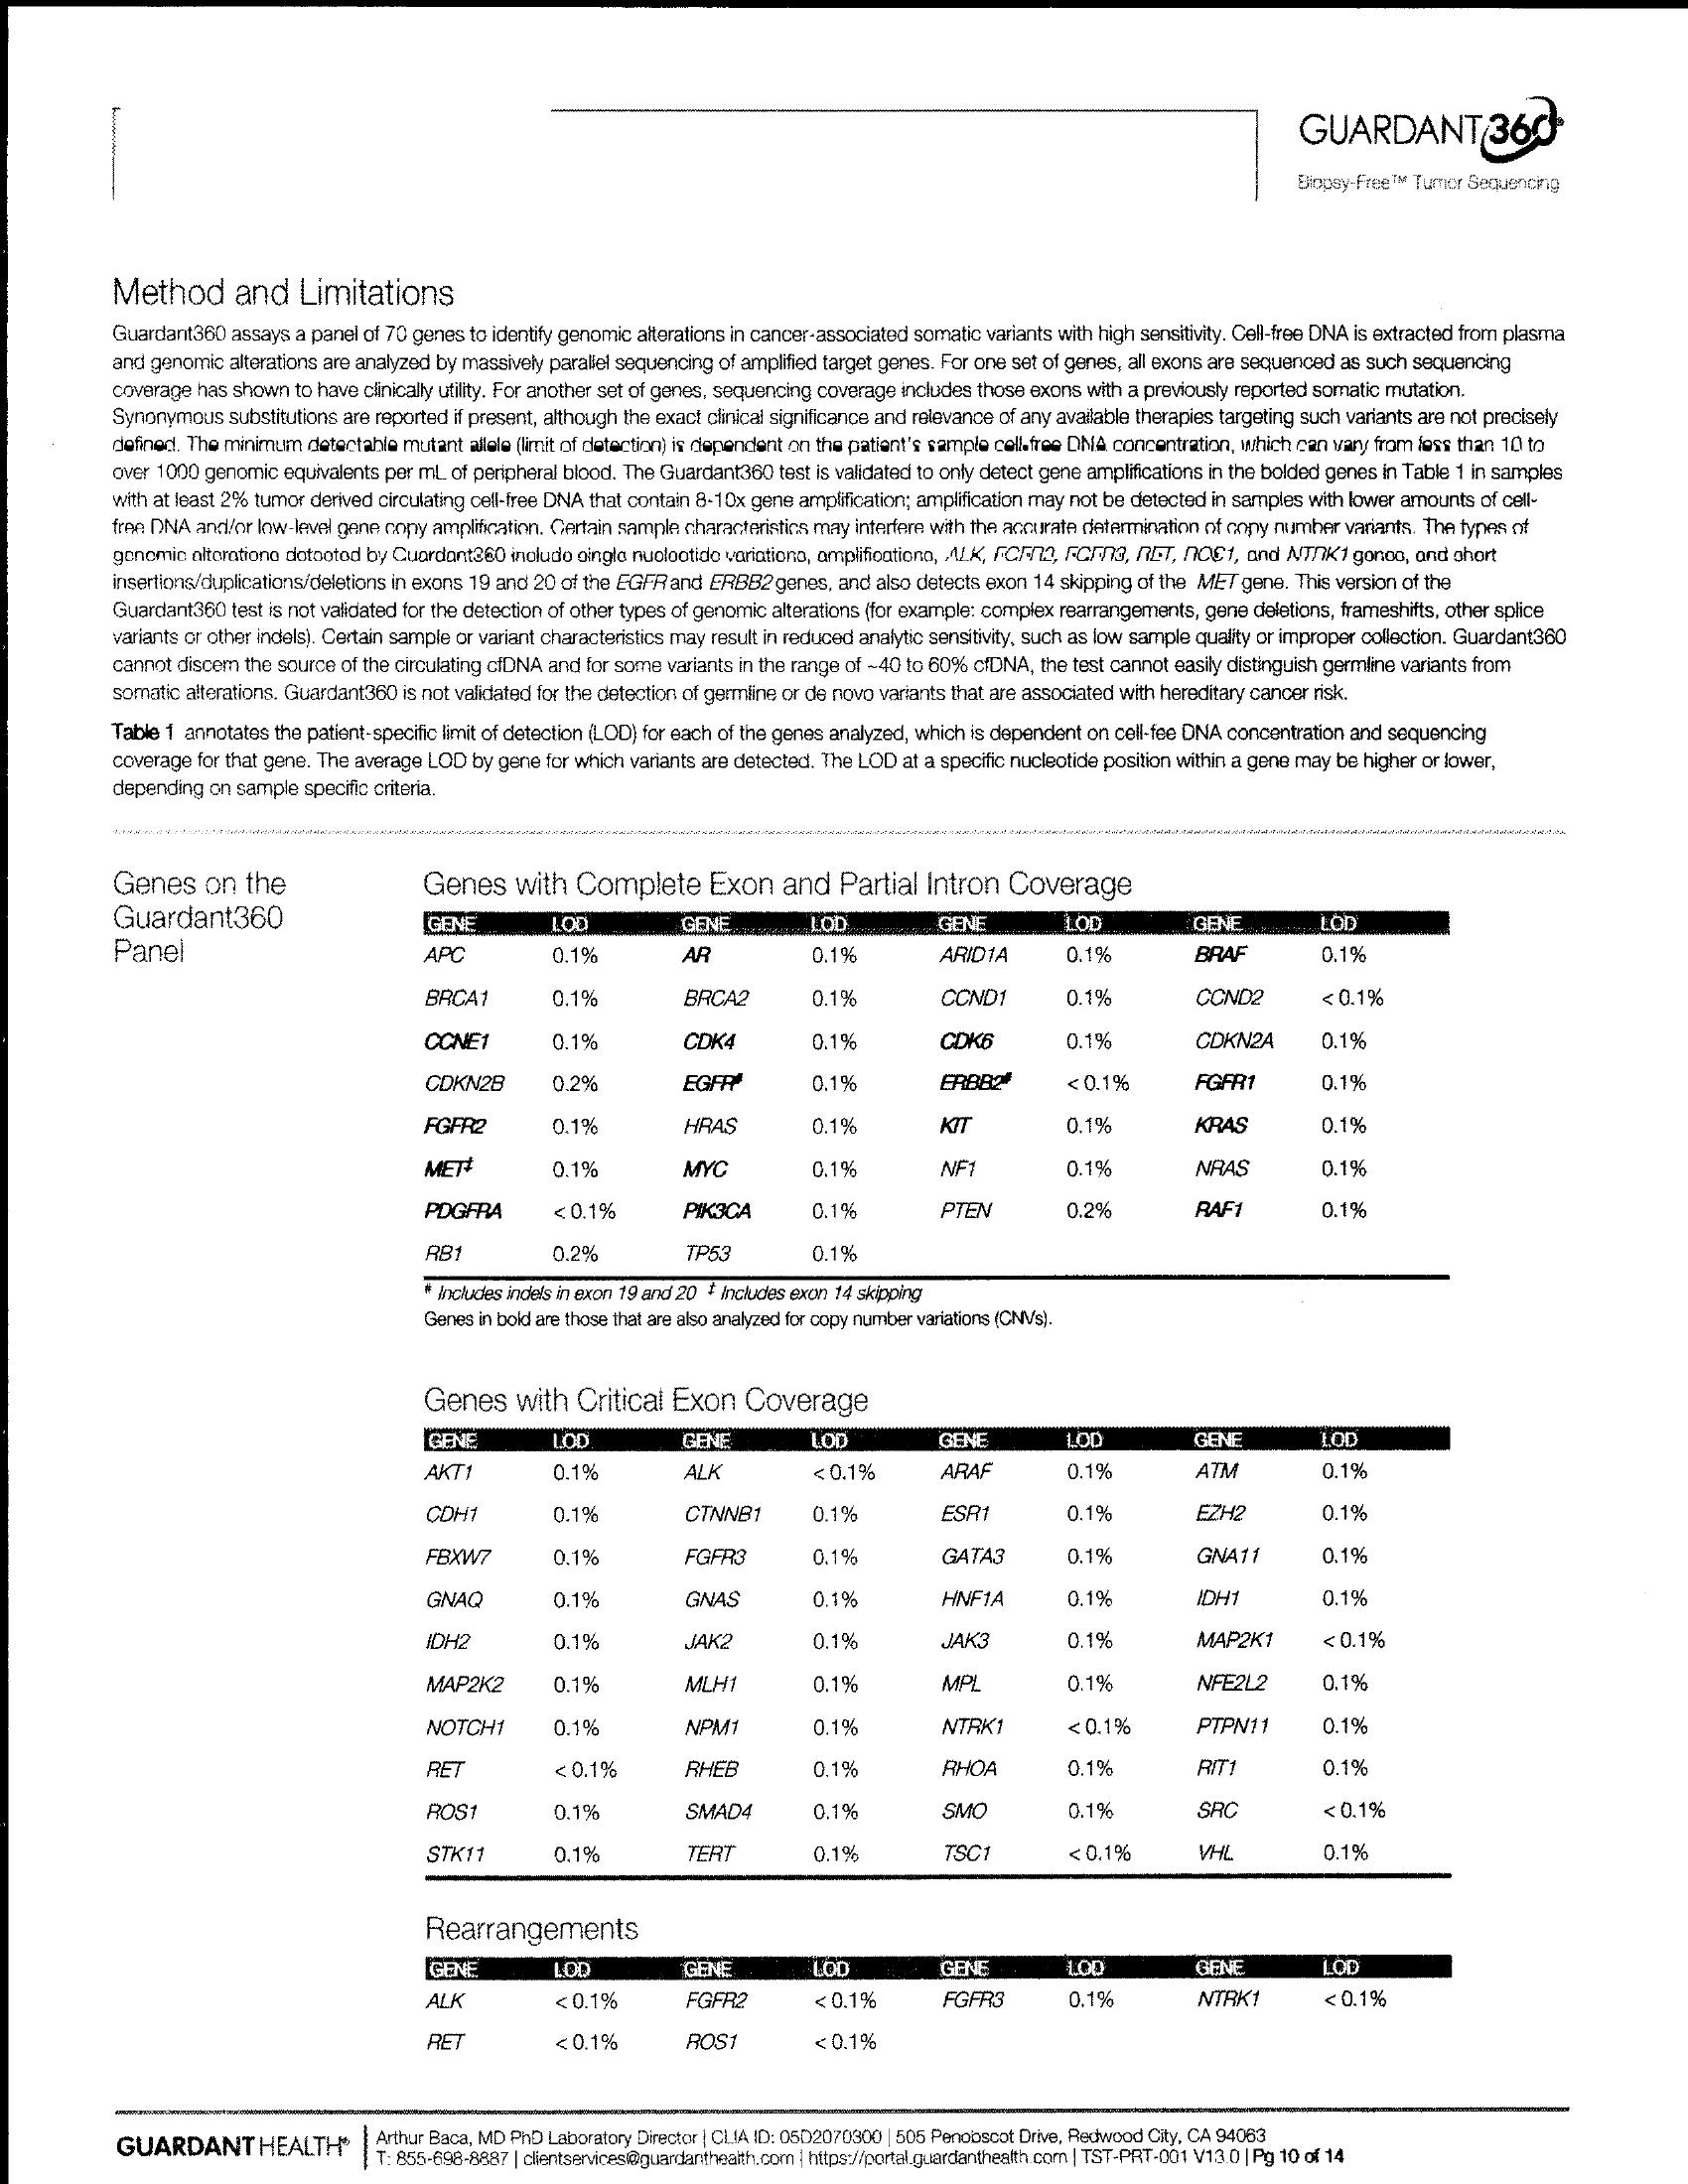 GUARDANT360
Biopsy-Free™ Tumor Sequencing
Method and Limitations
Guardant360 assays a panel of 70 genes to identify genomic alterations in cancer-associated somatic variants with high sensitivity. Cell-free DNA is extracted from plasma
and genomic alterations are analyzed by massively parallel sequencing of amplified target genes. For one set of genes, all exons are sequenced as such sequencing
coverage has shown to have clinically utility. For another set of genes, sequencing coverage includes those exons with a previously reported somatic mutation.
Synonymous substitutions are reported if present, although the exact clinical significance and relevance of any available therapies targeting such variants are not precisely
defined. The minimum detectable mutant allele (limit of detection) is dependent on the patient's sample cell-free DNA concentration, which can vary from less than 10 to
over 1000 genomic equivalents per mL of peripheral blood. The Guardant360 test is validated to only detect gene amplifications in the bolded genes in Table 1 in samples
with at least 2% tumor derived circulating cell-free DNA that contain 8-10x gene amplification; amplification may not be detected in samples with lower amounts of cell-
free DNA and/or low-level gene copy amplification. Certain sample characteristics may interfere with the accurate determination of copy number variants. The types of
genomic alterations detected by Guardant360 include single nucleotide variations, amplifications, ALK, FGFR2, FGFR3, RET, ROS1, and NTRK1 genes, and short
insertions/duplications/deletions in exons 19 and 20 of the EGFR and ERBB2 genes, and also detects exon 14 skipping of the MET gene. This version of the
Guardant360 test is not validated for the detection of other types of genomic alterations (for example: complex rearrangements, gene deletions, frameshifts, other splice
variants or other indels). Certain sample or variant characteristics may result in reduced analytic sensitivity, such as low sample quality or improper collection. Guardant360
cannot discern the source of the circulating cfDNA and for some variants in the range of ~40 to 60% cfDNA, the test cannot easily distinguish germline variants from
somatic alterations. Guardant360 is not validated for the detection of germline or de novo variants that are associated with hereditary cancer risk.
Table 1 annotates the patient-specific limit of detection (LOD) for each of the genes analyzed, which is dependent on cell-fee DNA concentration and sequencing
coverage for that gene. The average LOD by gene for which variants are detected. The LOD at a specific nucleotide position within a gene may be higher or lower,
depending on sample specific criteria.
Genes on the
Guardant360
Panel
Genes with Complete Exon and Partial Intron Coverage
GENE LOD GENE LOD GENE LOD GENE LOD
APC 0.1% AR 0.1% ARID1A 0.1% BRAF 0.1%
BRCA1 0.1% BRCA2 0.1% CCND1 0.1% CCND2 <0.1%
CCNE1 0.1% CDK4 0.1% CDK6 0.1% CDKN2A 0.1%
CDKN2B 0.2% EGFR# 0.1% ERBB2# <0.1% FGFR1 0.1%
FGFR2 0.1% HRAS 0.1% KIT 0.1% KRAS 0.1%
MET‡ 0.1% MYC 0.1% NF1 0.1% NRAS 0.1%
PDGFRA <0.1% PIK3CA 0.1% PTEN 0.2% RAF1 0.1%
RB1 0.2% TP53 0.1%
# Includes indels in exon 19 and 20 ‡ Includes exon 14 skipping
Genes in bold are those that are also analyzed for copy number variations (CNVs).
Genes with Critical Exon Coverage
GENE LOD GENE LOD GENE LOD GENE LOD
AKT1 0.1% ALK <0.1% ARAF 0.1% ATM 0.1%
CDH1 0.1% CTNNB1 0.1% ESR1 0.1% EZH2 0.1%
FBXW7 0.1% FGFR3 0.1% GATA3 0.1% GNA11 0.1%
GNAQ 0.1% GNAS 0.1% HNF1A 0.1% IDH1 0.1%
IDH2 0.1% JAK2 0.1% JAK3 0.1% MAP2K1 <0.1%
MAP2K2 0.1% MLH1 0.1% MPL 0.1% NFE2L2 0.1%
NOTCH1 0.1% NPM1 0.1% NTRK1 <0.1% PTPN11 0.1%
RET <0.1% RHEB 0.1% RHOA 0.1% RIT1 0.1%
ROS1 0.1% SMAD4 0.1% SMO 0.1% SRC <0.1%
STK11 0.1% TERT 0.1% TSC1 <0.1% VHL 0.1%
Rearrangements
GENE LOD GENE LOD GENE LOD GENE LOD
ALK <0.1% FGFR2 <0.1% FGFR3 0.1% NTRK1 <0.1%
RET <0.1% ROS1 <0.1%
GUARDANT HEALTH®
Arthur Baca, MD PhD Laboratory Director | CLIA ID: 05D2070300 | 505 Penobscot Drive, Redwood City, CA 94063
T: 855-698-8887 | clientservices@guardanthealth.com | https://portal.guardanthealth.com | TST-PRT-001 V13.0 | Pg 10 of 14